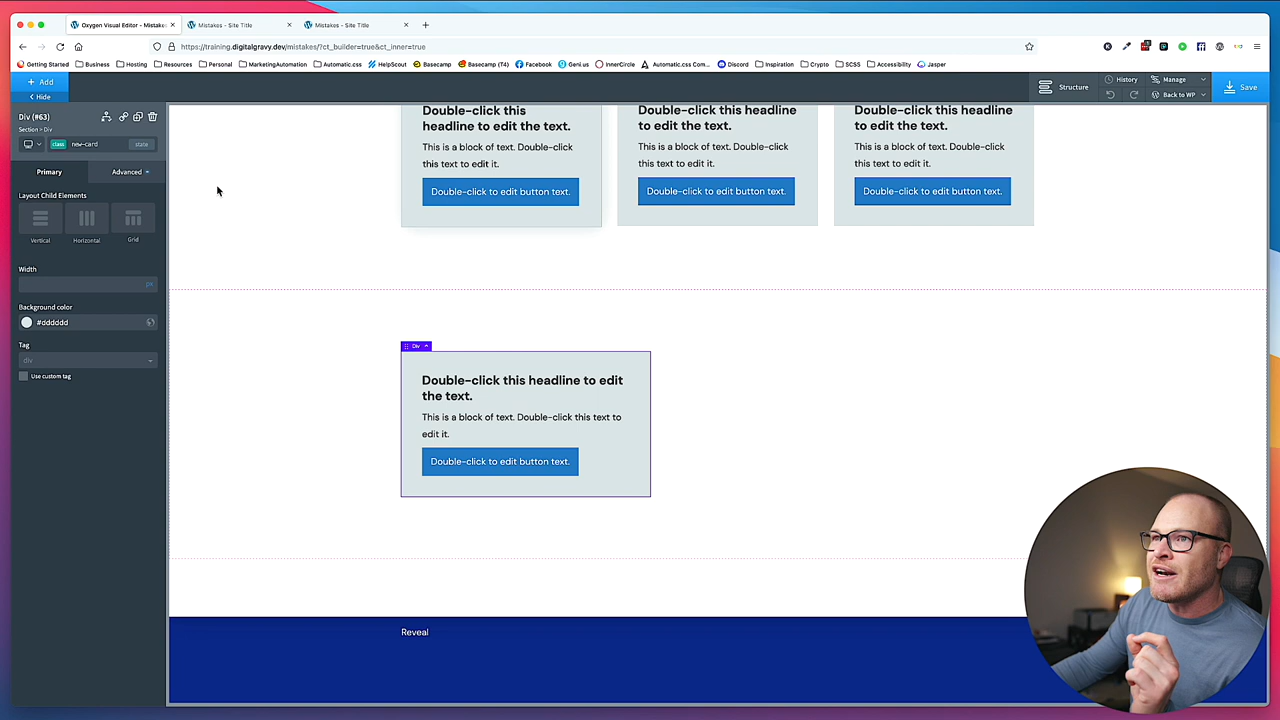 Oxygen Visual Editor - Mistake
Mistakes - Site Title
Mistakes - Site Title
https://training.digitalgravy.dev/mistakes/?ct_builder=true&ct_inner=true
Getting Started
Business
Hosting
Resources
Personal
MarketingAutomation
Automatic.css
HelpScout
Basecamp
Basecamp (T4)
Facebook
Geni.us
InnerCircle
Automatic.css Com...
Discord
Inspiration
Crypto
SCSS
Accessibility
Jasper
+ Add
Hide
Structure
History
Manage
Back to WP
Save
Div (#63)
Section > Div
class new-card state
Primary Advanced
Layout Child Elements
Vertical Horizontal Grid
Width
px
Background color
#dddddd
Tag
div
Use custom tag
Double-click this
headline to edit the text.
This is a block of text. Double-click
this text to edit it.
Double-click to edit button text.
Double-click this headline
to edit the text.
This is a block of text. Double-click
this text to edit it.
Double-click to edit button text.
Double-click this headline
to edit the text.
This is a block of text. Double-click
this text to edit it.
Double-click to edit button text.
Div
Double-click this headline to edit
the text.
This is a block of text. Double-click this text to
edit it.
Double-click to edit button text.
Reveal